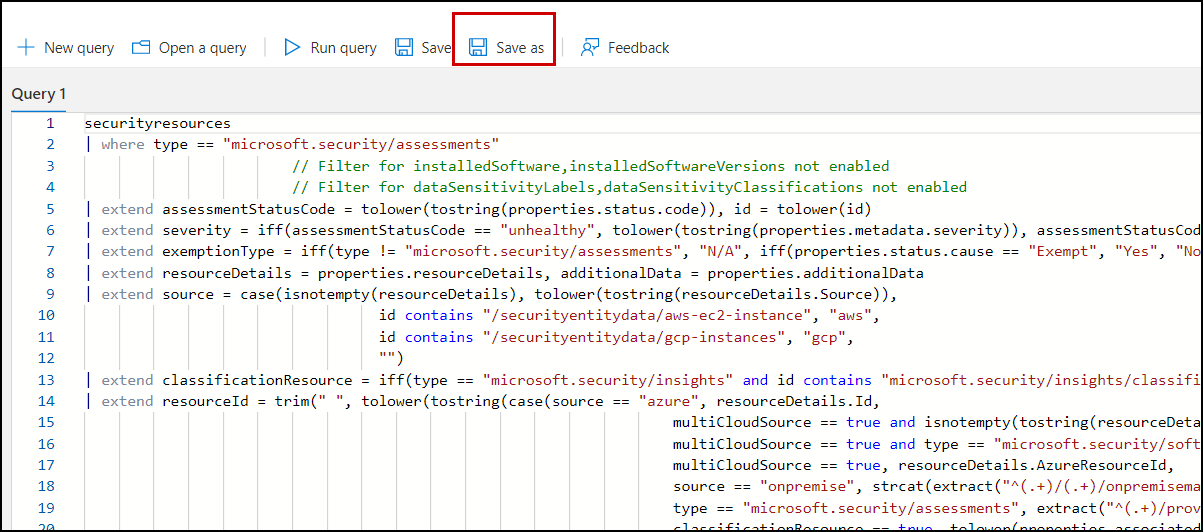 New query Open a query Run query Save Save as Feedback
Query 1
1 securityresources
2 | where type == "microsoft.security/assessments"
3 // Filter for installedSoftware,installedSoftwareVersions not enabled
4 // Filter for dataSensitivityLabels,dataSensitivityClassifications not enabled
5 | extend assessmentStatusCode = tolower(tostring(properties.status.code)), id = tolower(id)
6 | extend severity = iff(assessmentStatusCode == "unhealthy", tolower(tostring(properties.metadata.severity)), assessmentStatusCod
7 | extend exemptionType = iff(type != "microsoft.security/assessments", "N/A", iff(properties.status.cause == "Exempt", "Yes", "No
8 | extend resourceDetails = properties.resourceDetails, additionalData = properties.additionalData
9 | extend source = case(isnotempty(resourceDetails), tolower(tostring(resourceDetails.Source)),
10 id contains "/securityentitydata/aws-ec2-instance", "aws",
11 id contains "/securityentitydata/gcp-instances", "gcp",
12 "")
13 | extend classificationResource = iff(type == "microsoft.security/insights" and id contains "microsoft.security/insights/classifi
14 | extend resourceId = trim(" ", tolower(tostring(case(source == "azure", resourceDetails.Id,
15 multiCloudSource == true and isnotempty(tostring(resourceDeta
16 multiCloudSource == true and type == "microsoft.security/soft
17 multiCloudSource == true, resourceDetails.AzureResourceId,
18 source == "onpremise", strcat(extract("^(.+)/(.+)/onpremisema
19 type == "microsoft.security/assessments", extract("^(.+)/prov
20 classificationResource == true, tolower(properties.associated